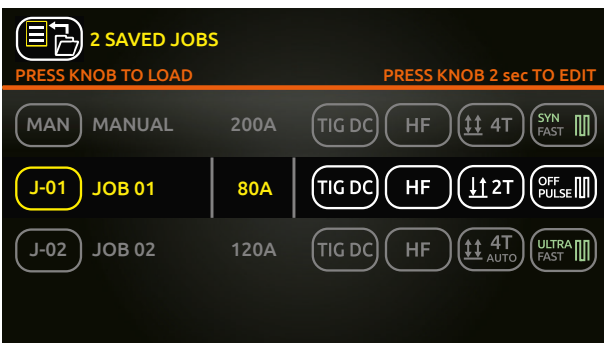 2 SAVED JOBS
PRESS KNOB TO LOAD PRESS KNOB 2 sec TO EDIT
MAN MANUAL 200A TIG DC HF 4T SYN FAST
J-01 JOB 01 80A TIG DC HF 2T OFF PULSE
J-02 JOB 02 120A TIG DC HF 4T AUTO ULTRA FAST